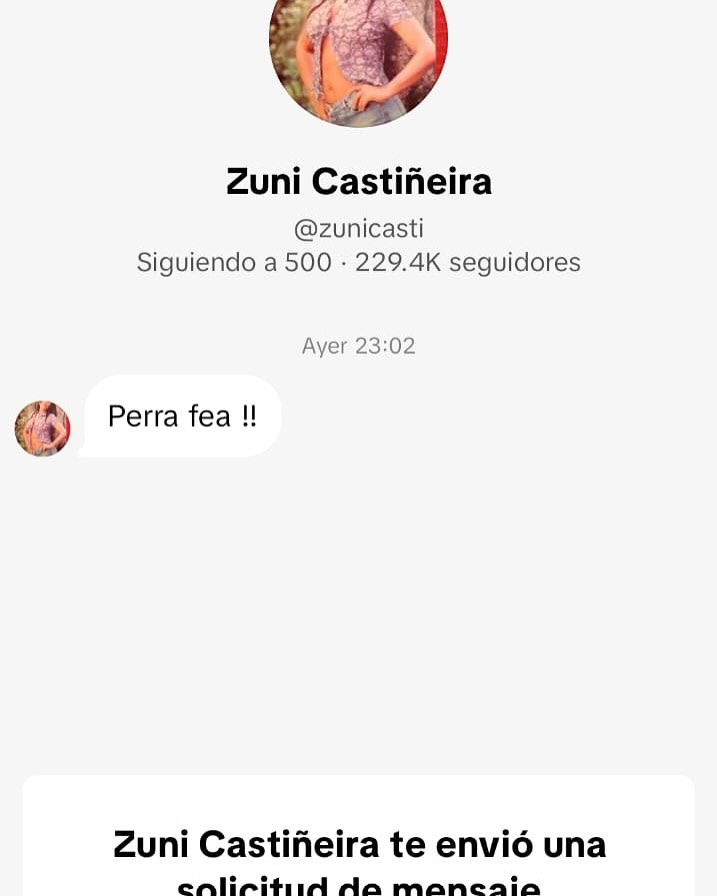 Zuni Castiñeira
@zunicasti
Siguiendo a 500 · 229.4K seguidores
Ayer 23:02
Perra fea !!
Zuni Castiñeira te envió una
solicitud de mensaje